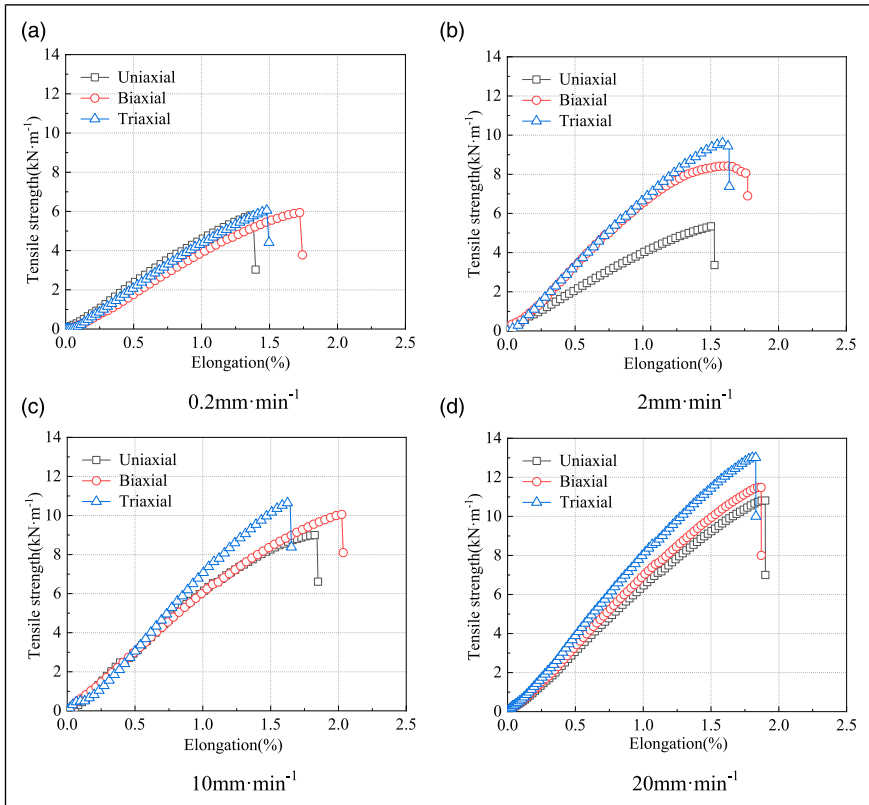 (a)
14
12
10
8
6
4
2
0
Tensile strength(kN·m-1)
Uniaxial
Biaxial
Triaxial
0.0 0.5 1.0 1.5 2.0 2.5
Elongation(%)
0.2mm·min-1
(b)
14
12
10
8
6
4
2
0
Tensile strength(kN·m-1)
Uniaxial
Biaxial
Triaxial
0.0 0.5 1.0 1.5 2.0 2.5
Elongation(%)
2mm·min-1
(c)
14
12
10
8
6
4
2
0
Tensile strength(kN·m-1)
Uniaxial
Biaxial
Triaxial
0.0 0.5 1.0 1.5 2.0 2.5
Elongation(%)
10mm·min-1
(d)
14
12
10
8
6
4
2
0
Tensile strength(kN·m-1)
Uniaxial
Biaxial
Triaxial
0.0 0.5 1.0 1.5 2.0 2.5
Elongation(%)
20mm·min-1